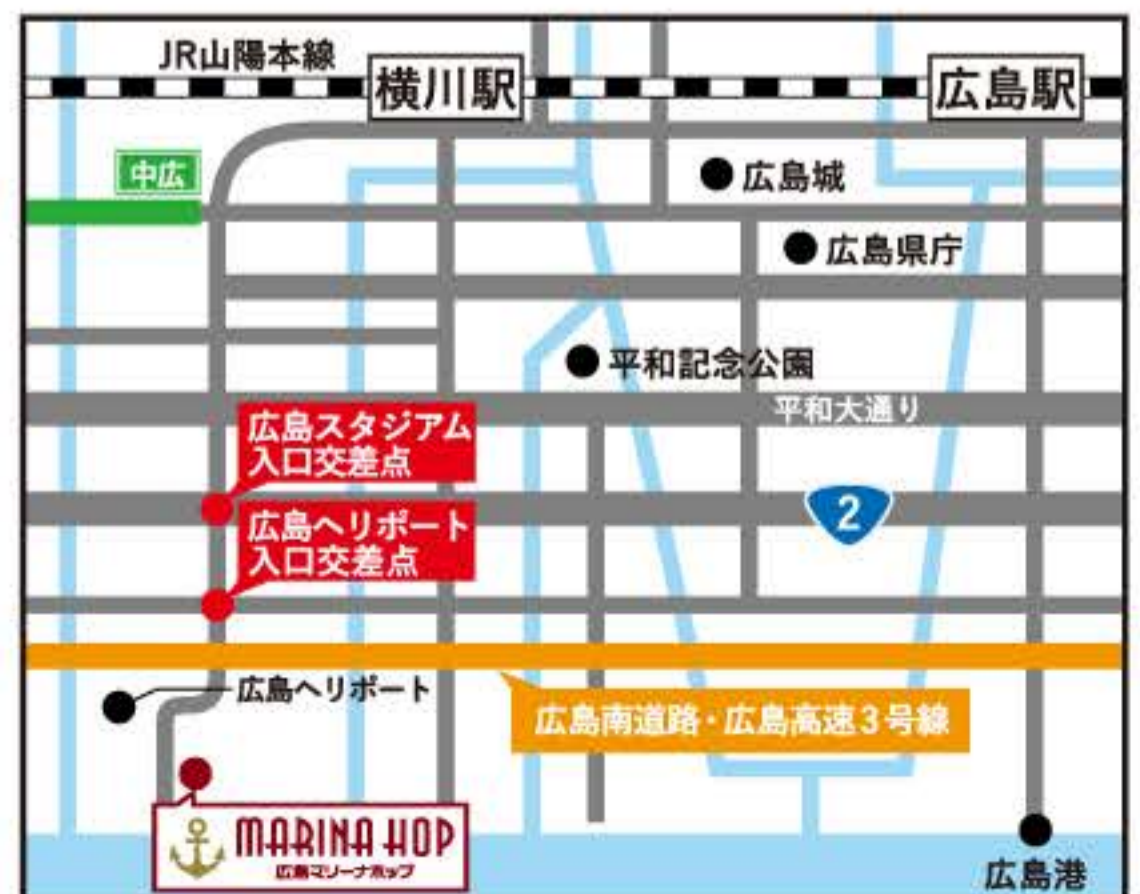 JR山陽本線
横川駅
広島駅
中広
広島城
広島県庁
平和記念公園
平和大通り
広島スタジアム
入口交差点
2
広島ヘリポート
入口交差点
広島ヘリポート
広島南道路・広島高速3号線
MARINA HOP
広島マリーナホップ
広島港